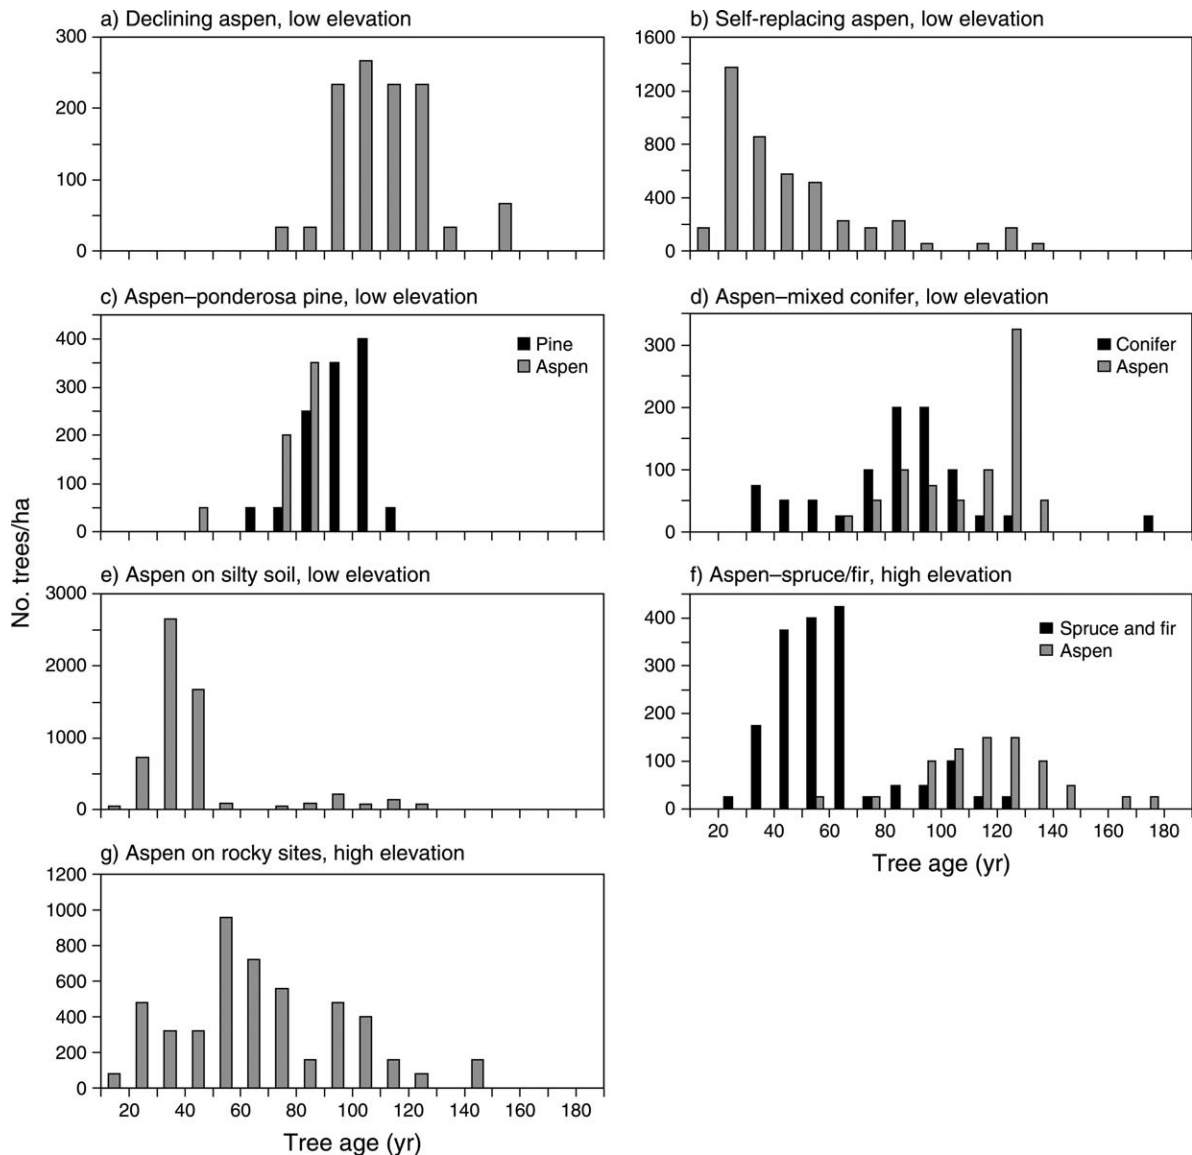 a) Declining aspen, low elevation
300
200
100
0
b) Self-replacing aspen, low elevation
1600
1200
800
400
0
c) Aspen–ponderosa pine, low elevation
400
300
200
100
0
Pine
Aspen
d) Aspen–mixed conifer, low elevation
300
200
100
0
Conifer
Aspen
No. trees/ha
e) Aspen on silty soil, low elevation
3000
2000
1000
0
f) Aspen–spruce/fir, high elevation
400
300
200
100
0
Spruce and fir
Aspen
20 40 60 80 100 120 140 160 180
Tree age (yr)
g) Aspen on rocky sites, high elevation
1200
1000
800
600
400
200
0
20 40 60 80 100 120 140 160 180
Tree age (yr)